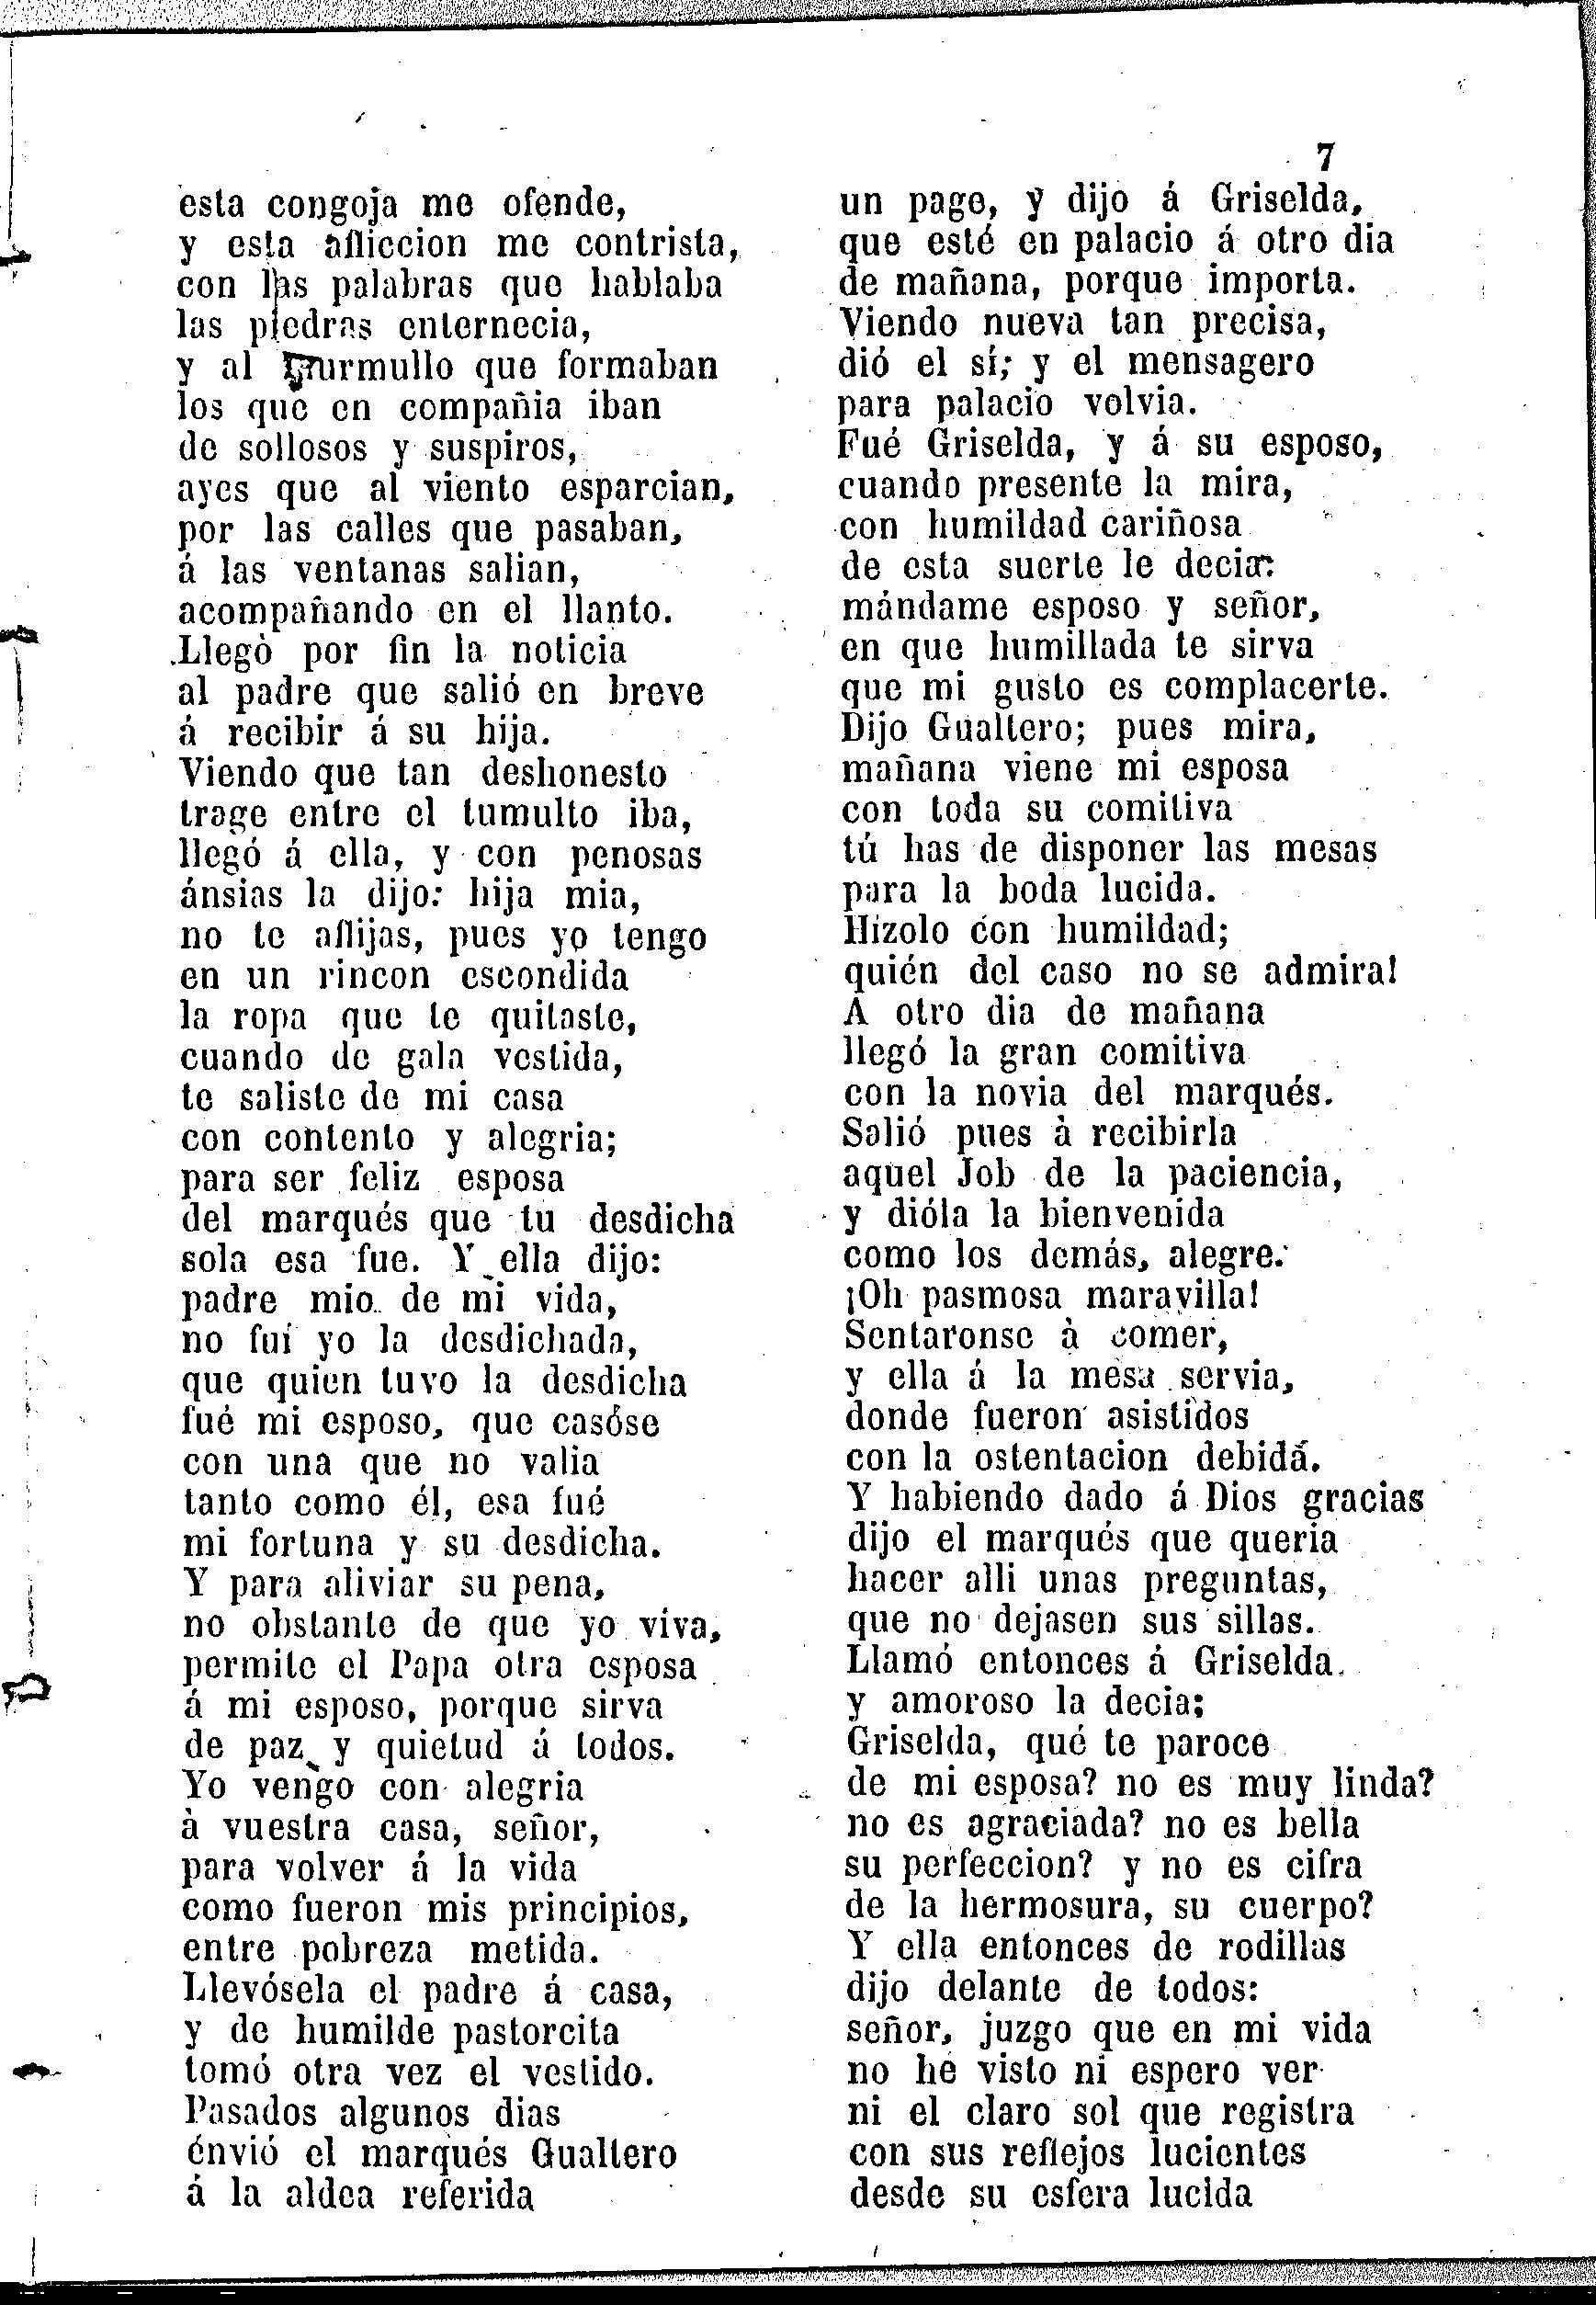 7
esta congoja me ofende,
y esta afliccion me contrista,
con las palabras que hablaba
las piedras enternecia,
y al murmullo que formaban
los que en compañia iban
de sollosos y suspiros,
ayes que al viento esparcian,
por las calles que pasaban,
á las ventanas salian,
acompañando en el llanto.
Llegò por fin la noticia
al padre que salió en breve
á recibir á su hija.
Viendo que tan deshonesto
trage entre el tumulto iba,
llegó á ella, y con penosas
ánsias la dijo: hija mia,
no te aflijas, pues yo tengo
en un rincon escondida
la ropa que te quitaste,
cuando de gala vestida,
te saliste de mi casa
con contento y alegria;
para ser feliz esposa
del marqués que tu desdicha
sola esa fue. Y ella dijo:
padre mio de mi vida,
no fuí yo la desdichada,
que quien tuvo la desdicha
fué mi esposo, que casóse
con una que no valia
tanto como él, esa fué
mi fortuna y su desdicha.
Y para aliviar su pena,
no obstante de que yo viva,
permite el Papa otra esposa
á mi esposo, porque sirva
de paz y quietud á todos.
Yo vengo con alegria
à vuestra casa, señor,
para volver á la vida
como fueron mis principios,
entre pobreza metida.
Llevósela el padre á casa,
y de humilde pastorcita
tomó otra vez el vestido.
Pasados algunos dias
énvió el marqués Gualtero
á la aldea referida
un page, y dijo á Griselda,
que esté en palacio á otro dia
de mañana, porque importa.
Viendo nueva tan precisa,
dió el sí; y el mensagero
para palacio volvia.
Fué Griselda, y á su esposo,
cuando presente la mira,
con humildad cariñosa
de esta suerte le decia:
mándame esposo y señor,
en que humillada te sirva
que mi gusto es complacerte.
Dijo Gualtero; pues mira,
mañana viene mi esposa
con toda su comitiva
tú has de disponer las mesas
para la boda lucida.
Hizolo con humildad;
quién del caso no se admira!
A otro dia de mañana
llegó la gran comitiva
con la novia del marqués.
Salió pues à recibirla
aquel Job de la paciencia,
y dióla la bienvenida
como los demás, alegre.
¡Oh pasmosa maravilla!
Sentaronse à comer,
y ella á la mesa servia,
donde fueron asistidos
con la ostentacion debidá.
Y habiendo dado á Dios gracias
dijo el marqués que queria
hacer alli unas preguntas,
que no dejasen sus sillas.
Llamó entonces á Griselda.
y amoroso la decia;
Griselda, qué te paroce
de mi esposa? no es muy linda?
no es agraciada? no es bella
su perfeccion? y no es cifra
de la hermosura, su cuerpo?
Y ella entonces de rodillas
dijo delante de todos:
señor, juzgo que en mi vida
no he visto ni espero ver
ni el claro sol que registra
con sus reflejos lucientes
desde su esfera lucida